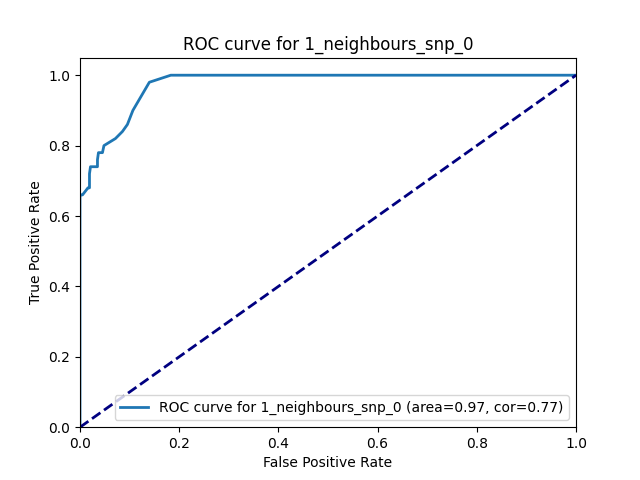 ROC curve for 1_neighbours_snp_0
True Positive Rate
1.0
0.8
0.6
0.4
0.2
0.0
ROC curve for 1_neighbours_snp_0 (area=0.97, cor=0.77)
0.0 0.2 0.4 0.6 0.8 1.0
False Positive Rate